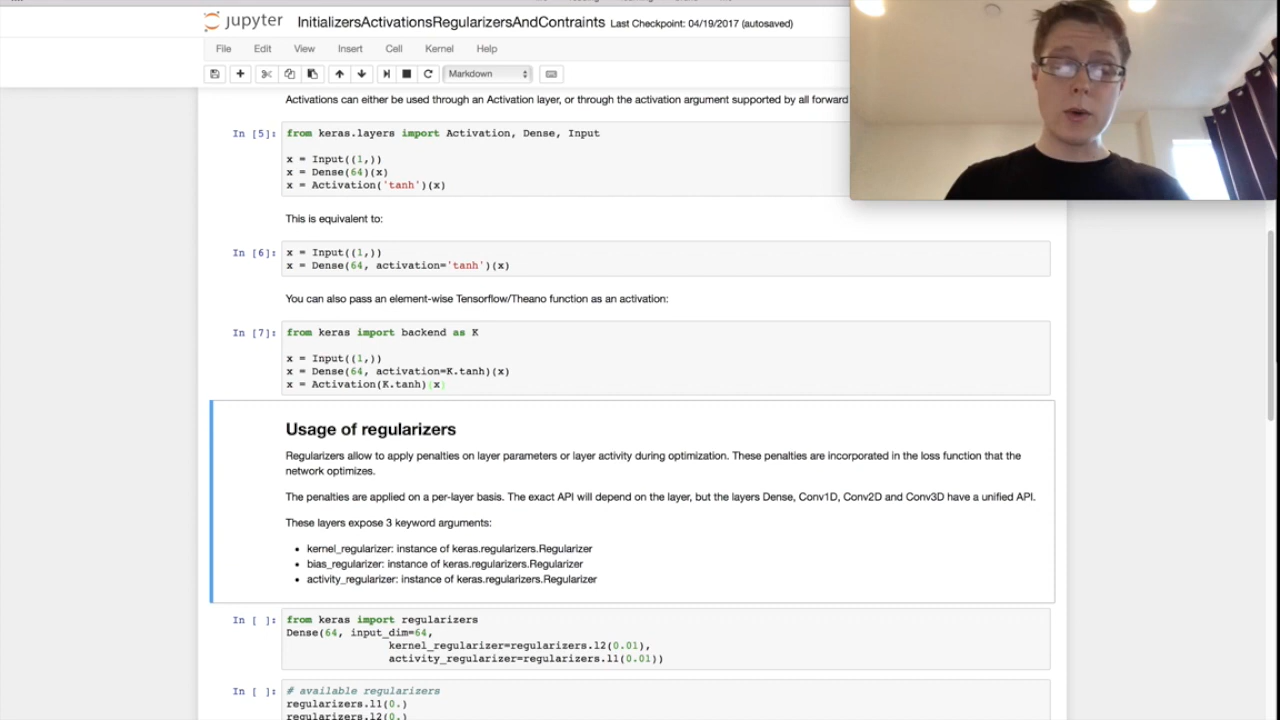 jupyter InitializersActivationsRegularizersAndContraints Last Checkpoint: 04/19/2017 (autosaved)
File Edit View Insert Cell Kernel Help
Markdown
Activations can either be used through an Activation layer, or through the activation argument supported by all forward
In [5]: from keras.layers import Activation, Dense, Input
x = Input((1,))
x = Dense(64)(x)
x = Activation('tanh')(x)
This is equivalent to:
In [6]: x = Input((1,))
x = Dense(64, activation='tanh')(x)
You can also pass an element-wise Tensorflow/Theano function as an activation:
In [7]: from keras import backend as K
x = Input((1,))
x = Dense(64, activation=K.tanh)(x)
x = Activation(K.tanh)(x)
Usage of regularizers
Regularizers allow to apply penalties on layer parameters or layer activity during optimization. These penalties are incorporated in the loss function that the
network optimizes.
The penalties are applied on a per-layer basis. The exact API will depend on the layer, but the layers Dense, Conv1D, Conv2D and Conv3D have a unified API.
These layers expose 3 keyword arguments:
• kernel_regularizer: instance of keras.regularizers.Regularizer
• bias_regularizer: instance of keras.regularizers.Regularizer
• activity_regularizer: instance of keras.regularizers.Regularizer
In [ ]: from keras import regularizers
Dense(64, input_dim=64,
kernel_regularizer=regularizers.l2(0.01),
activity_regularizer=regularizers.l1(0.01))
In [ ]: # available regularizers
regularizers.l1(0.)
regularizers.l2(0.)